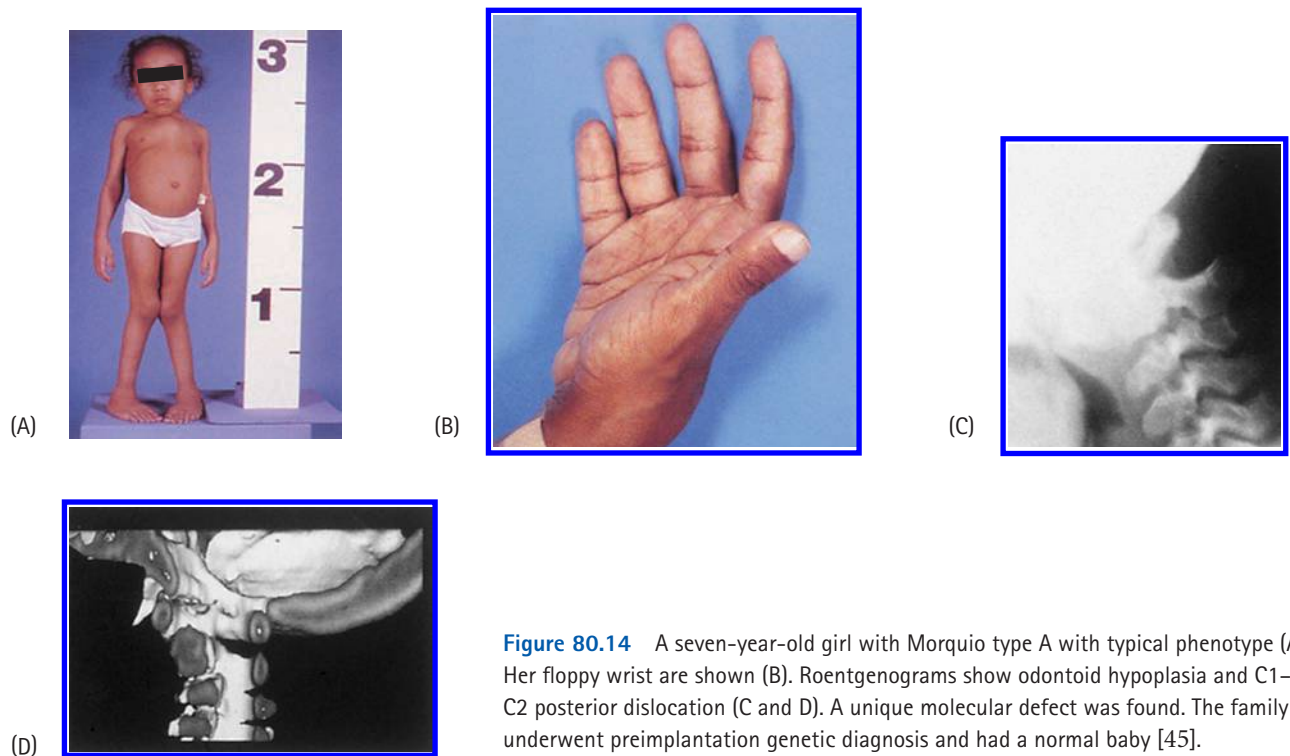 3
2
1
(A)
(B)
(C)
(D)
Figure 80.14 A seven-year-old girl with Morquio type A with typical phenotype (A
Her floppy wrist are shown (B). Roentgenograms show odontoid hypoplasia and C1–
C2 posterior dislocation (C and D). A unique molecular defect was found. The family
underwent preimplantation genetic diagnosis and had a normal baby [45].